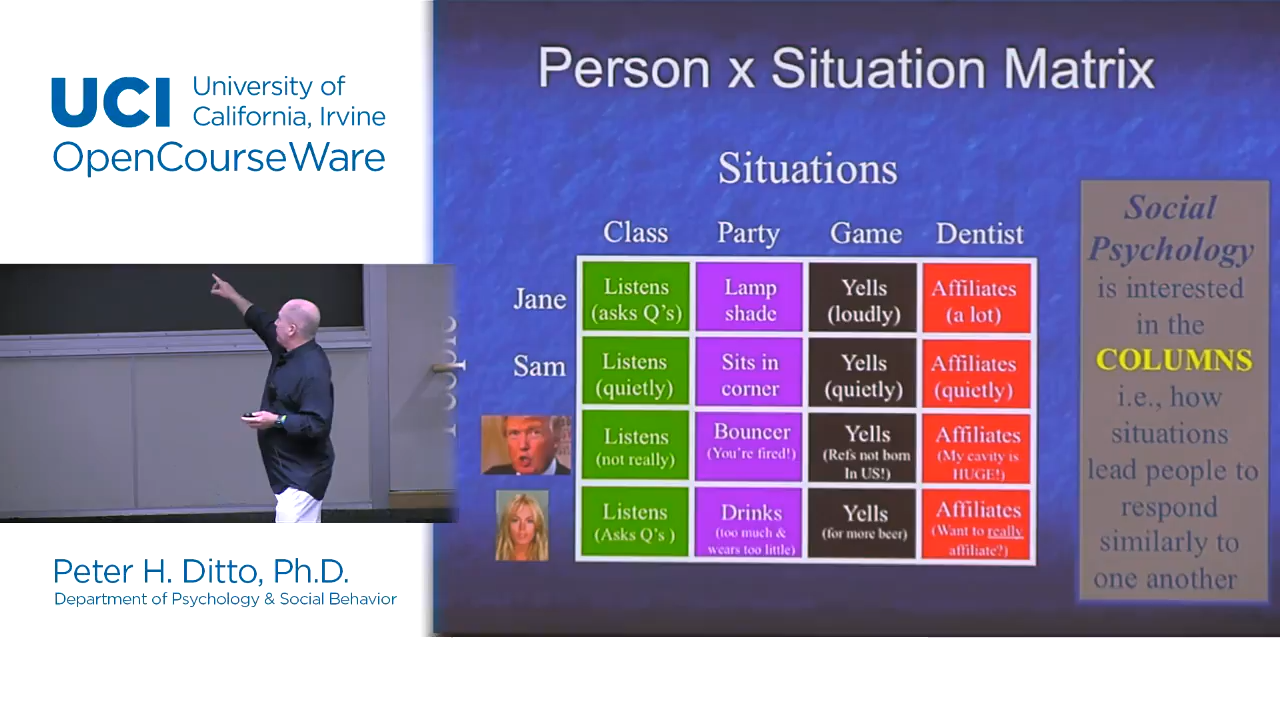 UCI University of
California, Irvine
OpenCourseWare
Person x Situation Matrix
Situations
Class Party Game Dentist
Jane
Listens
(asks Q's)
Lamp
shade
Yells
(loudly)
Affiliates
(a lot)
Sam
Listens
(quietly)
Sits in
corner
Yells
(quietly)
Affiliates
(quietly)
Listens
(not really)
Bouncer
(You're fired!)
Yells
(Refs not born
In US!)
Affiliates
(My cavity is
HUGE!)
Listens
(Asks Q's )
Drinks
(too much &
wears too little)
Yells
(for more beer)
Affiliates
(Want to really
affiliate?)
Social
Psychology
is interested
in the
COLUMNS
i.e., how
situations
lead people to
respond
similarly to
one another
Peter H. Ditto, Ph.D.
Department of Psychology & Social Behavior